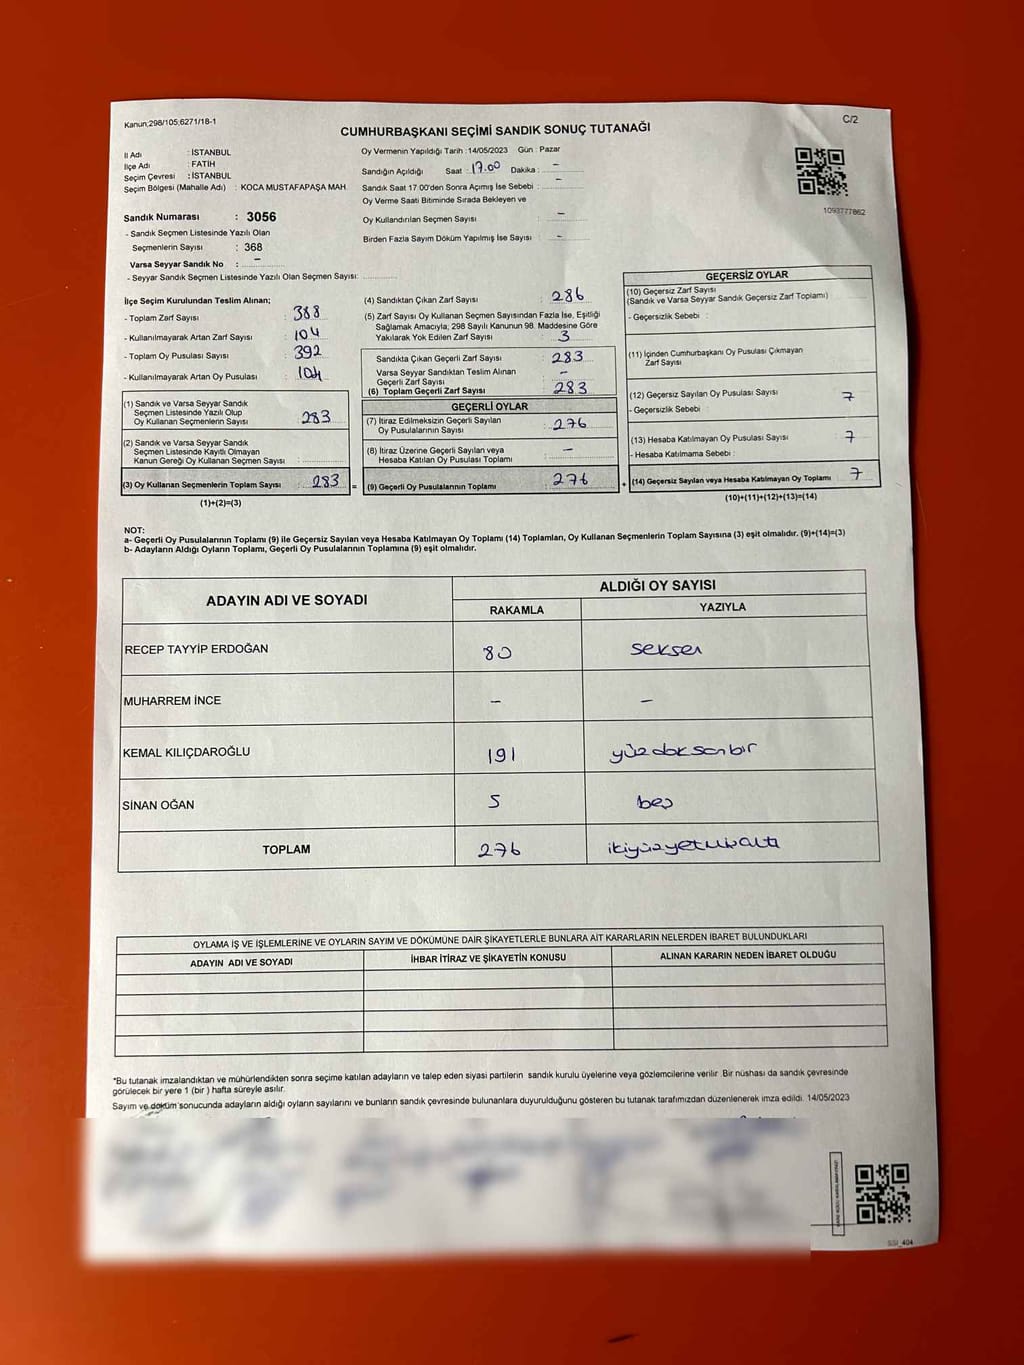 Kanun;298/105;6271/18-1
C/2
CUMHURBAŞKANI SEÇİMİ SANDIK SONUÇ TUTANAĞI
İl Adı : İSTANBUL
İlçe Adı : FATİH
Seçim Çevresi : İSTANBUL
Seçim Bölgesi (Mahalle Adı) : KOCA MUSTAFAPAŞA MAH.
Sandık Numarası : 3056
- Sandık Seçmen Listesinde Yazılı Olan
Seçmenlerin Sayısı : 368
Varsa Seyyar Sandık No : -
- Seyyar Sandık Seçmen Listesinde Yazılı Olan Seçmen Sayısı:
Oy Vermenin Yapıldığı Tarih :14/05/2023 Gün : Pazar
Sandığın Açıldığı Saat : 17.00 Dakika : -
Sandık Saat 17.00'den Sonra Açımış İse Sebebi : -
Oy Verme Saati Bitiminde Sırada Bekleyen ve
Oy Kullandırılan Seçmen Sayısı : -
Birden Fazla Sayım Döküm Yapılmış İse Sayısı : -
1093777862
İlçe Seçim Kurulundan Teslim Alınan;
- Toplam Zarf Sayısı : 388
- Kullanılmayarak Artan Zarf Sayısı : 104
- Toplam Oy Pusulası Sayısı : 392
- Kullanılmayarak Artan Oy Pusulası : 104
(1) Sandık ve Varsa Seyyar Sandık
Seçmen Listesinde Yazılı Olup
Oy Kullanan Seçmenlerin Sayısı : 283
(2) Sandık ve Varsa Seyyar Sandık
Seçmen Listesinde Kayıtlı Olmayan
Kanun Gereği Oy Kullanan Seçmen Sayısı :
(3) Oy Kullanan Seçmenlerin Toplam Sayısı : 283 =
(1)+(2)=(3)
(4) Sandıktan Çıkan Zarf Sayısı : 286
(5) Zarf Sayısı Oy Kullanan Seçmen Sayısından Fazla İse, Eşitliği
Sağlamak Amacıyla; 298 Sayılı Kanunun 98. Maddesine Göre
Yakılarak Yok Edilen Zarf Sayısı : 3
Sandıkta Çıkan Geçerli Zarf Sayısı : 283
Varsa Seyyar Sandıktan Teslim Alınan
Geçerli Zarf Sayısı : -
(6) Toplam Geçerli Zarf Sayısı : 283
GEÇERLİ OYLAR
(7) İtiraz Edilmeksizin Geçerli Sayılan
Oy Pusulalarının Sayısı : 276
(8) İtiraz Üzerine Geçerli Sayılan veya
Hesaba Katılan Oy Pusulası Toplamı : -
(9) Geçerli Oy Pusulalarının Toplamı : 276 +
GEÇERSİZ OYLAR
(10) Geçersiz Zarf Sayısı
(Sandık ve Varsa Seyyar Sandık Geçersiz Zarf Toplamı)
- Geçersizlik Sebebi :
(11) İçinden Cumhurbaşkanı Oy Pusulası Çıkmayan
Zarf Sayısı
(12) Geçersiz Sayılan Oy Pusulası Sayısı 7
- Geçersizlik Sebebi :
(13) Hesaba Katılmayan Oy Pusulası Sayısı 7
- Hesaba Katılmama Sebebi :
(14) Geçersiz Sayılan veya Hesaba Katılmayan Oy Toplamı 7
(10)+(11)+(12)+(13)=(14)
NOT:
a- Geçerli Oy Pusulalarının Toplamı (9) ile Geçersiz Sayılan veya Hesaba Katılmayan Oy Toplamı (14) Toplamları, Oy Kullanan Seçmenlerin Toplam Sayısına (3) eşit olmalıdır. (9)+(14)=(3)
b- Adayların Aldığı Oyların Toplamı, Geçerli Oy Pusulalarının Toplamına (9) eşit olmalıdır.
ADAYIN ADI VE SOYADI
ALDIĞI OY SAYISI
RAKAMLA YAZIYLA
RECEP TAYYİP ERDOĞAN 80 seksen
MUHARREM İNCE - -
KEMAL KILIÇDAROĞLU 191 yüzdoksanbir
SİNAN OĞAN 5 beş
TOPLAM 276 ikiyüzyetmişaltı
OYLAMA İŞ VE İŞLEMLERİNE VE OYLARIN SAYIM VE DÖKÜMÜNE DAİR ŞİKAYETLERLE BUNLARA AİT KARARLARIN NELERDEN İBARET BULUNDUKLARI
ADAYIN ADI VE SOYADI İHBAR İTİRAZ VE ŞİKAYETİN KONUSU ALINAN KARARIN NEDEN İBARET OLDUĞU
*Bu tutanak imzalandıktan ve mühürlendikten sonra seçime katılan adayların ve talep eden siyasi partilerin sandık kurulu üyelerine veya gözlemcilerine verilir. Bir nüshası da sandık çevresinde
görülecek bir yere 1 (bir ) hafta süreyle asılır.
Sayım ve döküm sonucunda adayların aldığı oyların sayılarını ve bunların sandık çevresinde bulunanlara duyurulduğunu gösteren bu tutanak tarafımızdan düzenlenerek imza edildi. 14/05/2023
SSI_404